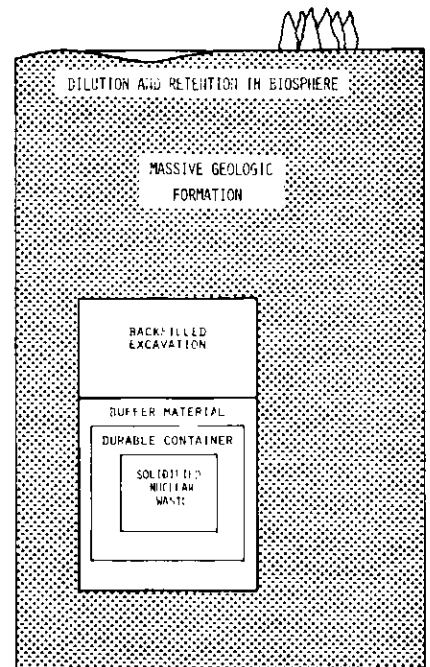 DILUTION AND RETENTION IN BIOSPHERE
MASSIVE GEOLOGIC
FORMATION
BACKFILLED
EXCAVATION
BUFFER MATERIAL
DURABLE CONTAINER
SOLIDIFIED
NUCLEAR
WASTE